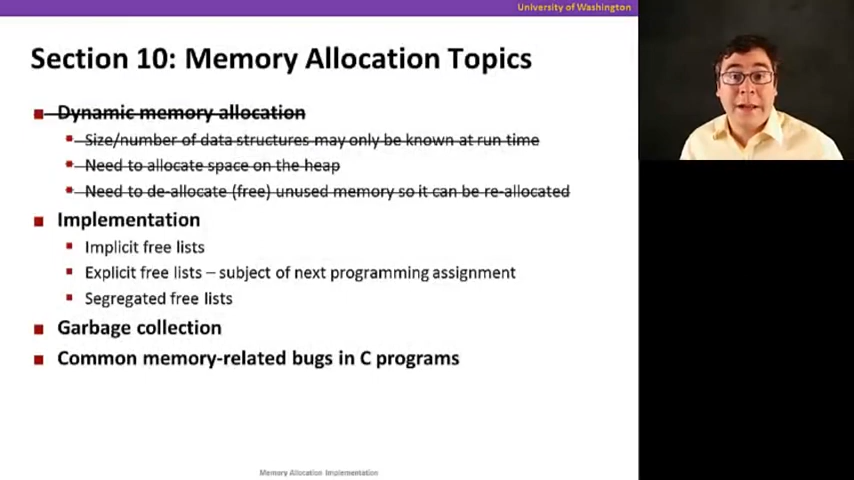 University of Washington
Section 10: Memory Allocation Topics
Dynamic memory allocation
Size/number of data structures may only be known at run time
Need to allocate space on the heap
Need to de-allocate (free) unused memory so it can be re-allocated
Implementation
Implicit free lists
Explicit free lists – subject of next programming assignment
Segregated free lists
Garbage collection
Common memory-related bugs in C programs
Memory Allocation Implementation